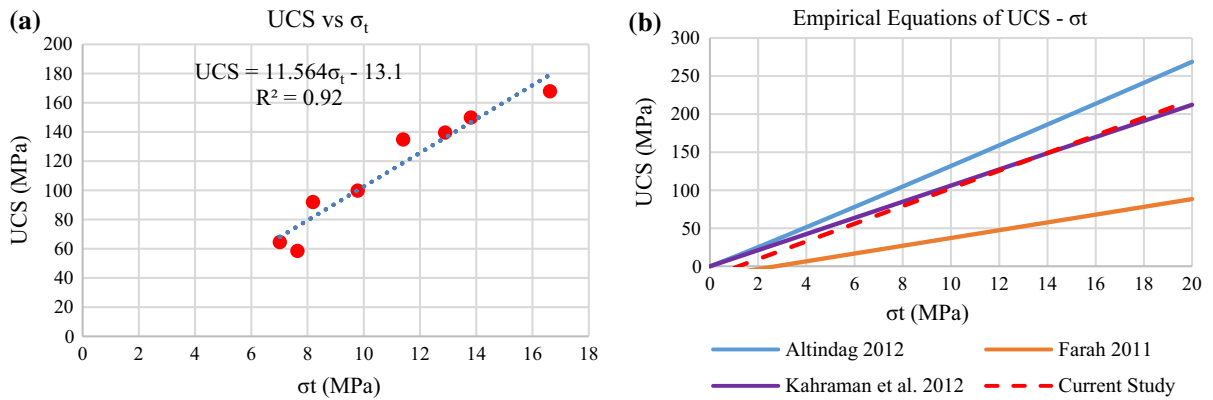 (a)
UCS vs σt
UCS = 11.564σt - 13.1
R² = 0.92
200
180
160
140
120
100
80
60
40
20
0
UCS (MPa)
0 2 4 6 8 10 12 14 16 18
σt (MPa)
(b)
Empirical Equations of UCS - σt
300
250
200
150
100
50
0
UCS (MPa)
0 2 4 6 8 10 12 14 16 18 20
σt (MPa)
Altindag 2012 Farah 2011
Kahraman et al. 2012 Current Study